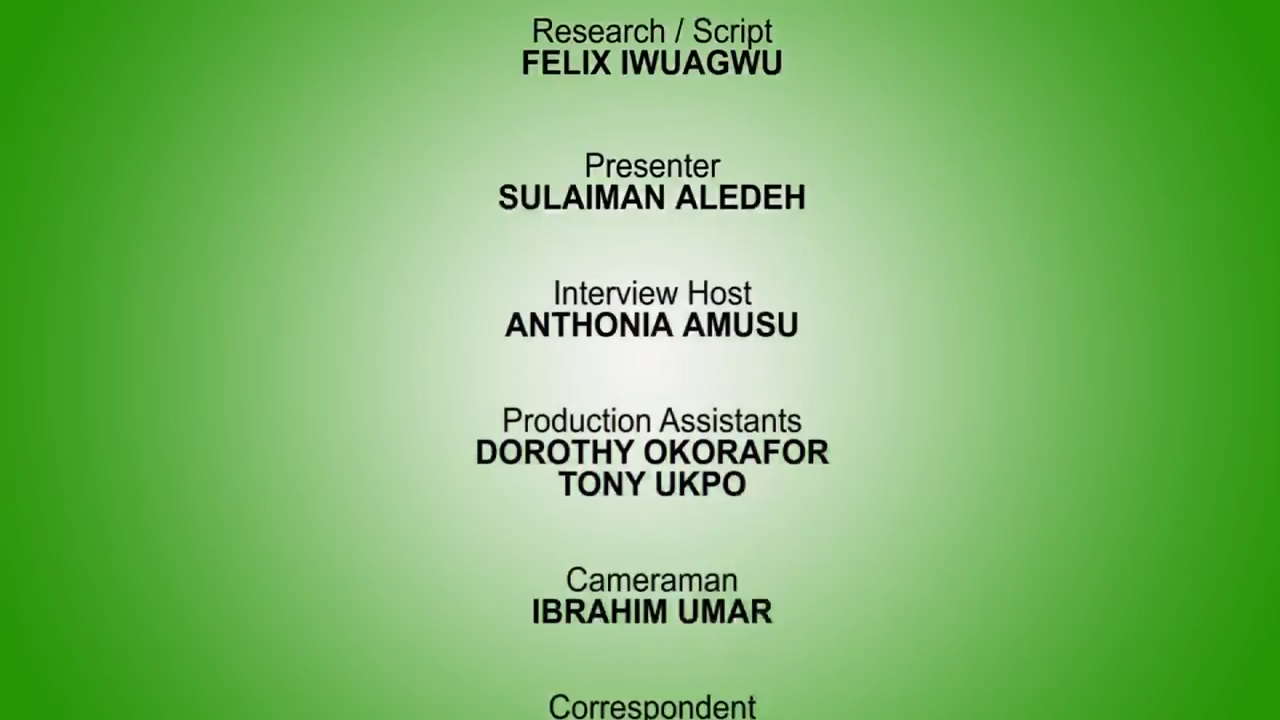 Research / Script
FELIX IWUAGWU
Presenter
SULAIMAN ALEDEH
Interview Host
ANTHONIA AMUSU
Production Assistants
DOROTHY OKORAFOR
TONY UKPO
Cameraman
IBRAHIM UMAR
Correspondent